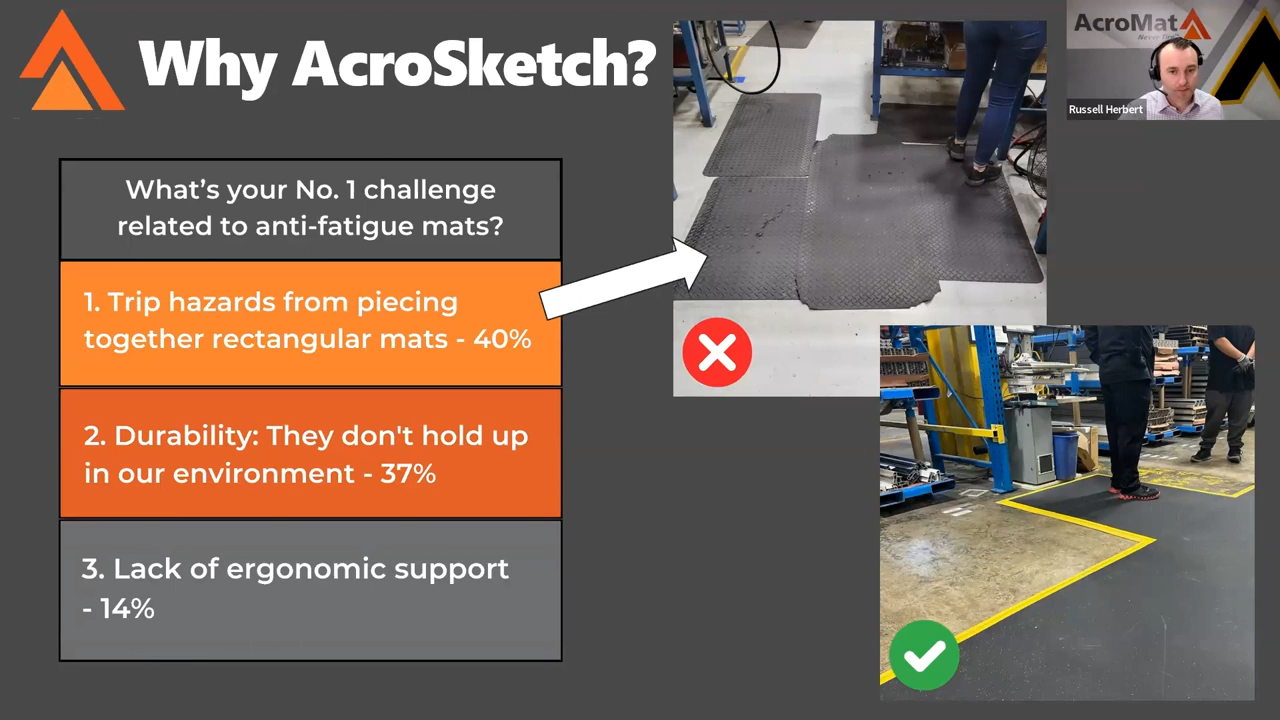 Why AcroSketch?
What's your No. 1 challenge
related to anti-fatigue mats?
1. Trip hazards from piecing
together rectangular mats - 40%
2. Durability: They don't hold up
in our environment - 37%
3. Lack of ergonomic support
- 14%
AcroMat
Russell Herbert